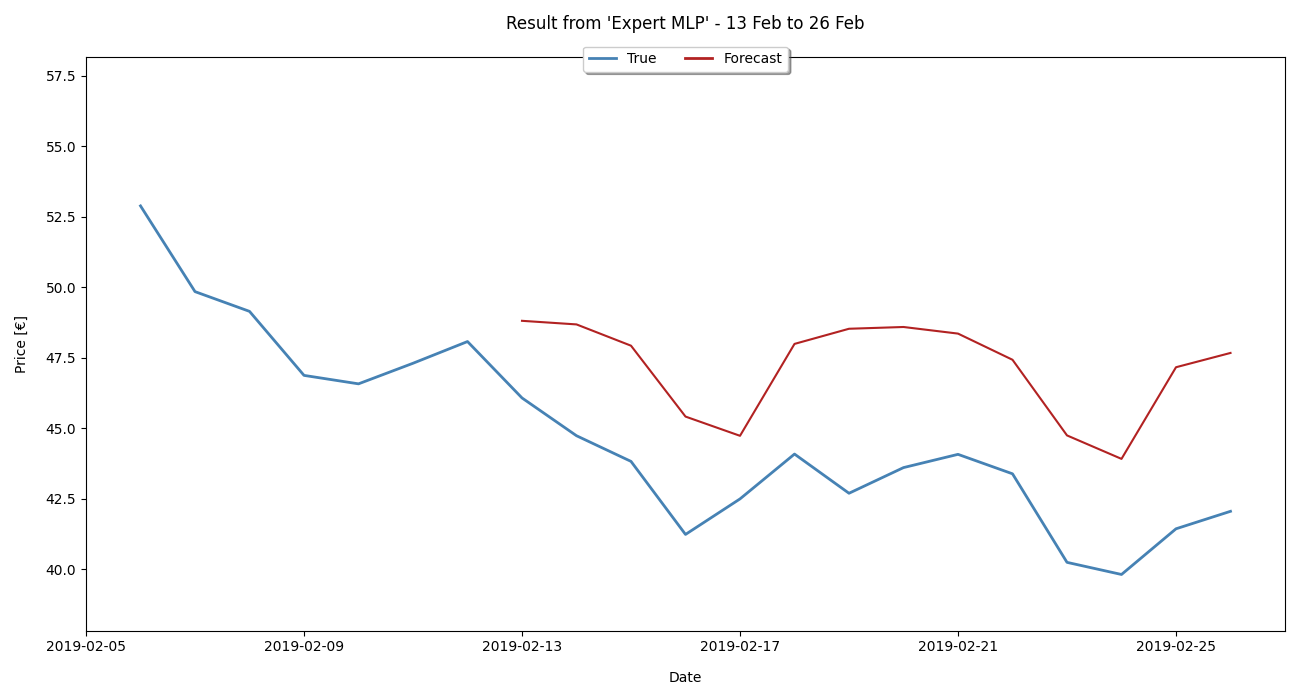 Result from 'Expert MLP' - 13 Feb to 26 Feb
True Forecast
57.5
55.0
52.5
50.0
47.5
45.0
42.5
40.0
Price [€]
2019-02-05 2019-02-09 2019-02-13 2019-02-17 2019-02-21 2019-02-25
Date